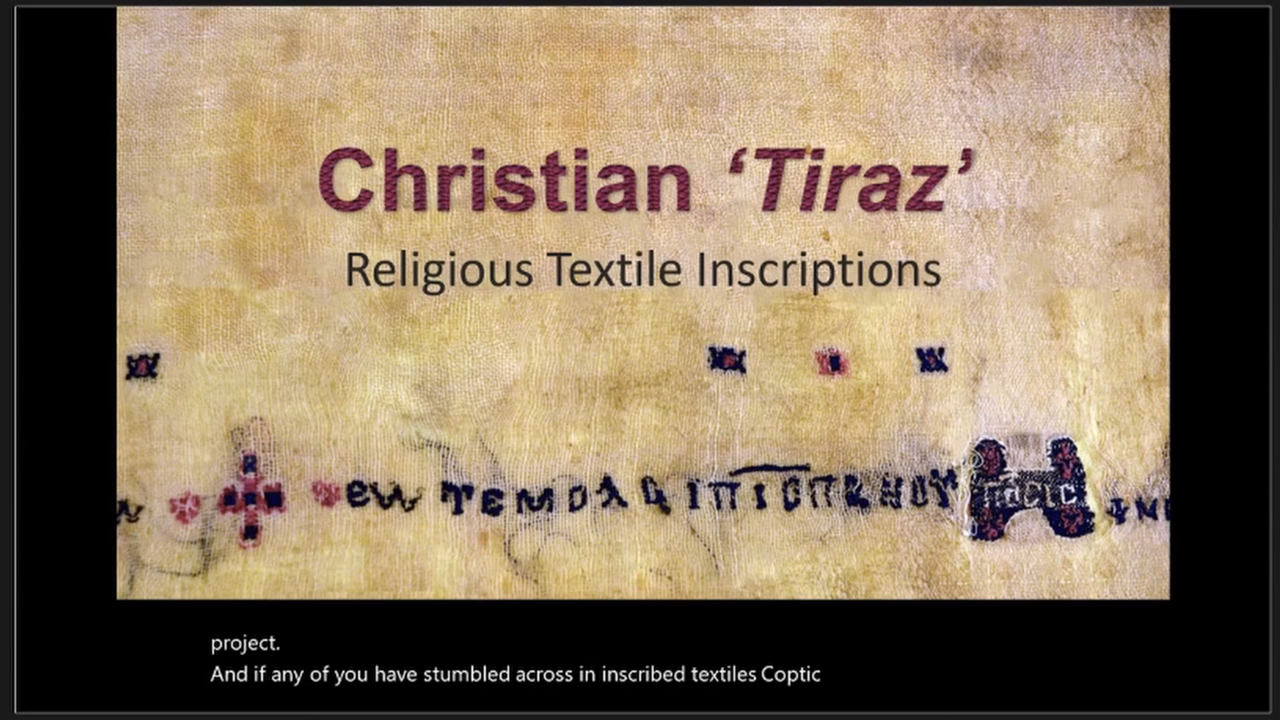 Christian ‘Tiraz’
Religious Textile Inscriptions
project.
And if any of you have stumbled across in inscribed textiles Coptic